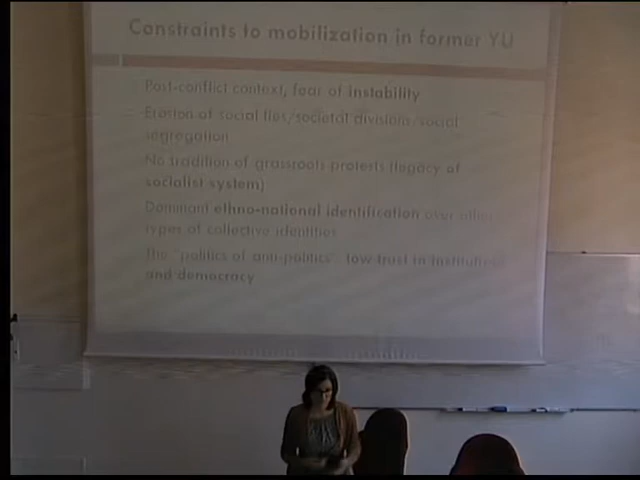 Constraints to mobilization in former YU
Post-conflict context, fear of instability
Erosion of social ties/societal divisions/social
segregation
No tradition of grassroots protests (legacy of
socialist system)
Dominant ethno-national identification over other
types of collective identities
The "politics of anti-politics" low trust in institutions
and democracy